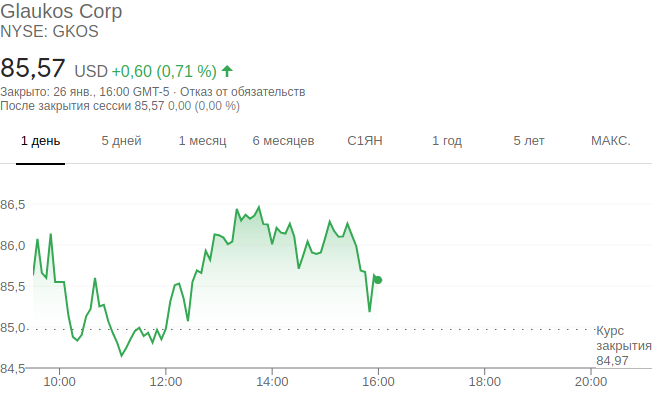 Glaukos Corp
NYSE: GKOS
85,57 USD +0,60 (0,71 %)
Закрыто: 26 янв., 16:00 GMT-5 · Отказ от обязательств
После закрытия сессии 85,57 0,00 (0,00 %)
1 день 5 дней 1 месяц 6 месяцев С1ЯН 1 год 5 лет МАКС.
86,5
86,0
85,5
85,0
84,5
Курс
закрытия
84,97
10:00 12:00 14:00 16:00 18:00 20:00